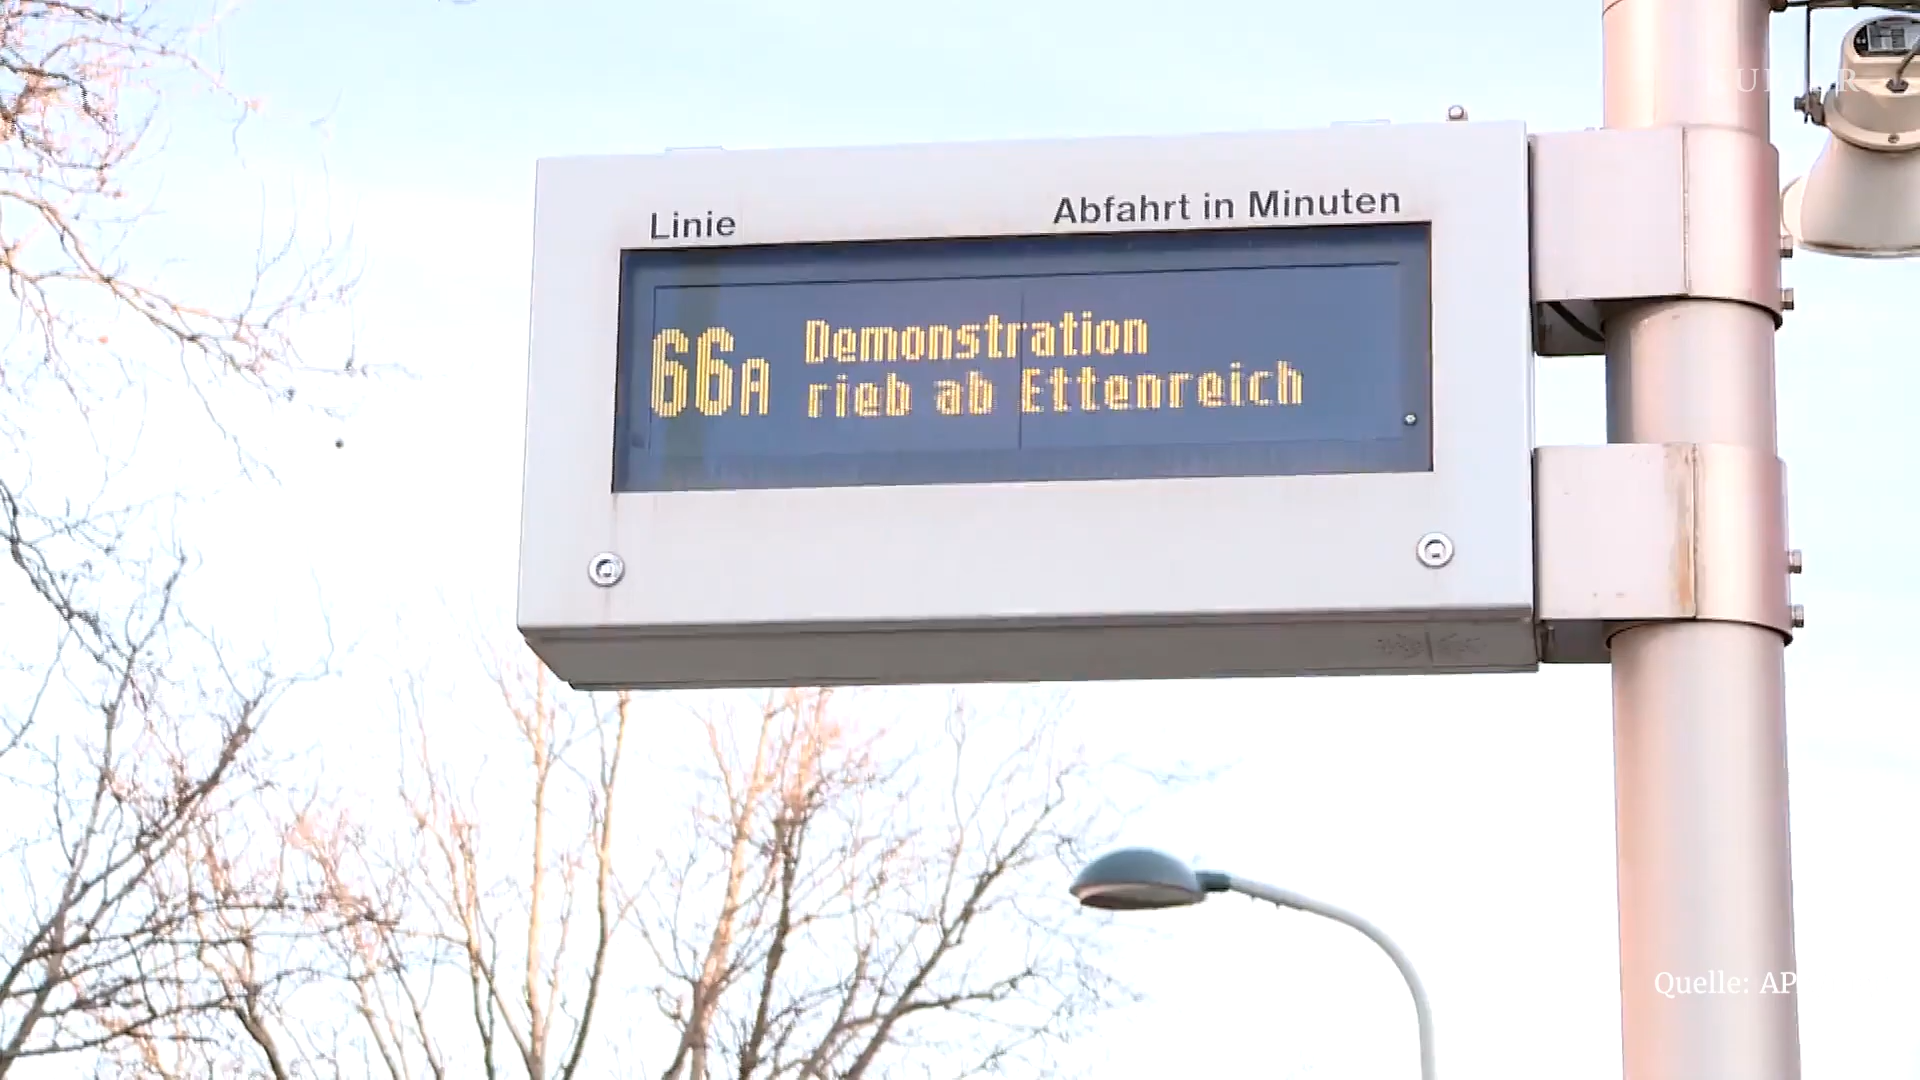 Linie
Abfahrt in Minuten
66A
Demonstration
rieb ab Ettenreich
Quelle: AP